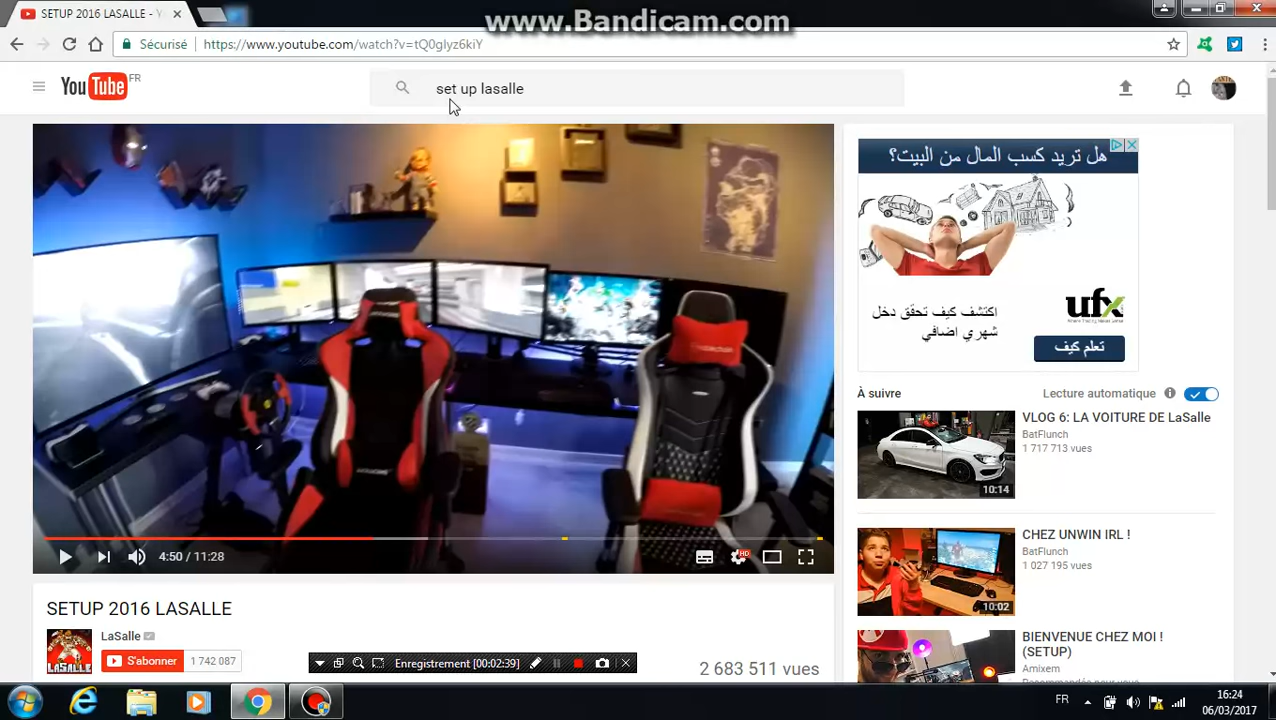 SETUP 2016 LASALLE - Y
www.Bandicam.com
Sécurisé
https://www.youtube.com/watch?v=tQ0glyz6kiY
YouTube FR
set up lasalle
هل تريد كسب المال من البيت؟
ufx
اكتشف كيف تحقق دخل
شهري اضافي
تعلم كيف
À suivre
Lecture automatique
VLOG 6: LA VOITURE DE LaSalle
BatFlunch
1 717 713 vues
10:14
CHEZ UNWIN IRL !
BatFlunch
1 027 195 vues
10:02
BIENVENUE CHEZ MOI !
(SETUP)
Amixem
4:50 / 11:28
HD
SETUP 2016 LASALLE
LaSalle
LASALLE
S'abonner
1 742 087
Enregistrement [00:02:39]
2 683 511 vues
FR
16:24
06/03/2017